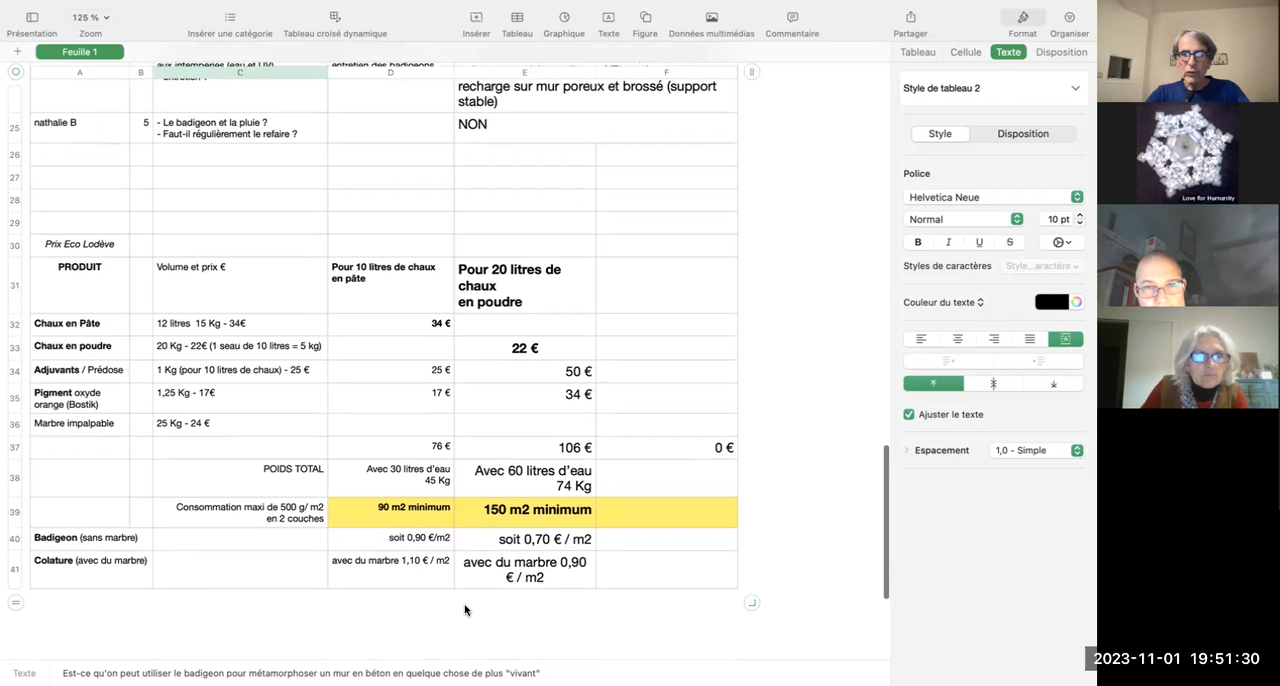 125 %
Présentation
Zoom
Insérer une catégorie
Tableau croisé dynamique
Insérer
Tableau
Graphique
Texte
Figure
Données multimédias
Commentaire
Partager
Format
Organiser
Feuille 1
Tableau
Cellule
Texte
Disposition
A
B
C
D
E
F
aux intempéries (eau et UV)
entretien des badigeons
entretien ?
recharge sur mur poreux et brossé (support
stable)
25
nathalie B
5
- Le badigeon et la pluie ?
- Faut-il régulièrement le refaire ?
NON
26
27
28
29
30
Prix Eco Lodève
31
PRODUIT
Volume et prix €
Pour 10 litres de chaux
en pâte
Pour 20 litres de
chaux
en poudre
32
Chaux en Pâte
12 litres 15 Kg - 34€
34 €
33
Chaux en poudre
20 Kg - 22€ (1 seau de 10 litres = 5 kg)
22 €
34
Adjuvants / Prédose
1 Kg (pour 10 litres de chaux) - 25 €
25 €
50 €
35
Pigment oxyde
orange (Bostik)
1,25 Kg - 17€
17 €
34 €
36
Marbre impalpable
25 Kg - 24 €
37
76 €
106 €
0 €
38
POIDS TOTAL
Avec 30 litres d'eau
45 Kg
Avec 60 litres d'eau
74 Kg
39
Consommation maxi de 500 g/ m2
en 2 couches
90 m2 minimum
150 m2 minimum
40
Badigeon (sans marbre)
soit 0,90 €/m2
soit 0,70 € / m2
41
Colature (avec du marbre)
avec du marbre 1,10 € / m2
avec du marbre 0,90
€ / m2
Texte
Est-ce qu'on peut utiliser le badigeon pour métamorphoser un mur en béton en quelque chose de plus "vivant"
Style de tableau 2
Style
Disposition
Police
Helvetica Neue
Normal
10 pt
B
I
U
S
Styles de caractères
Style...aractère
Couleur du texte
Ajuster le texte
Espacement
1,0 - Simple
Love for Humanity
2023-11-01 19:51:30